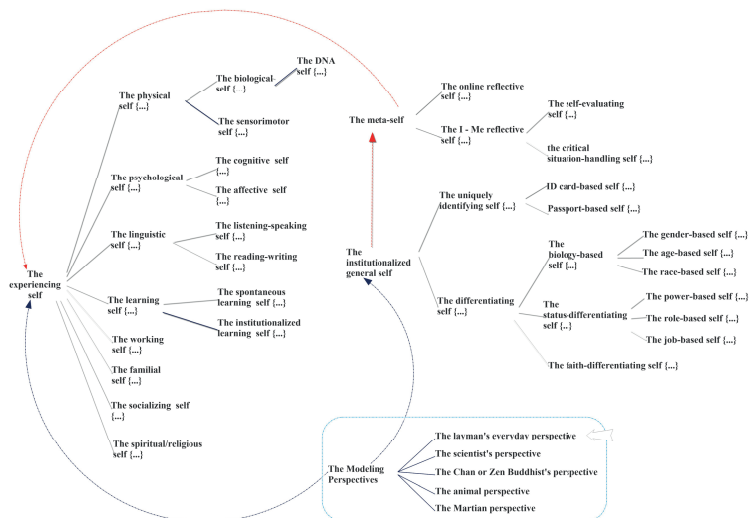 The DNA
self {...}
The biological
self {...}
The physical
self {...}
The sensorimotor
self {...}
The cognitive self
{...}
The psychological
self {...}
The affective self
{...}
The listening-speaking
self {...}
The linguistic
self {...}
The reading-writing
self {...}
The
experiencing
self
The spontaneous
learning self {...}
The learning
self {...}
The institutionalized
learning self {...}
The working
self {...}
The familial
self {...}
The socializing self
{...}
The spiritual/religious
self {...}
The meta-self
The online reflective
self {...}
The I - Me reflective
self {...}
The self-evaluating
self {..}
the critical
situation-handling self {...}
The
institutionalized
general self
The uniquely
identifying self {...}
ID card-based self {...}
Passport-based self {...}
The differentiating
self {...}
The
biology-based
self {...}
The gender-based self {...}
The age-based self {...}
The race-based self {...}
The
status-differentiating
self {..}
The power-based self {...}
The role-based self {...}
The job-based self {...}
The faith-differentiating self {...}
The Modeling
Perspectives
The layman's everyday perspective
The scientist's perspective
The Chan or Zen Buddhist's perspective
The animal perspective
The Martian perspective